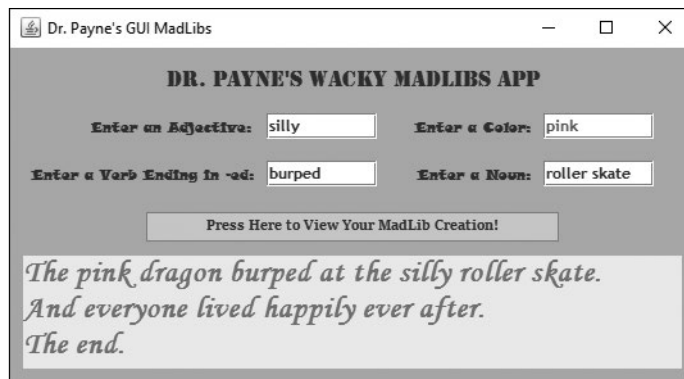 Dr. Payne's GUI MadLibs
DR. PAYNE'S WACKY MADLIBS APP
Enter an Adjective: silly Enter a Color: pink
Enter a Verb Ending in -ed: burped Enter a Noun: roller skate
Press Here to View Your MadLib Creation!
The pink dragon burped at the silly roller skate.
And everyone lived happily ever after.
The end.